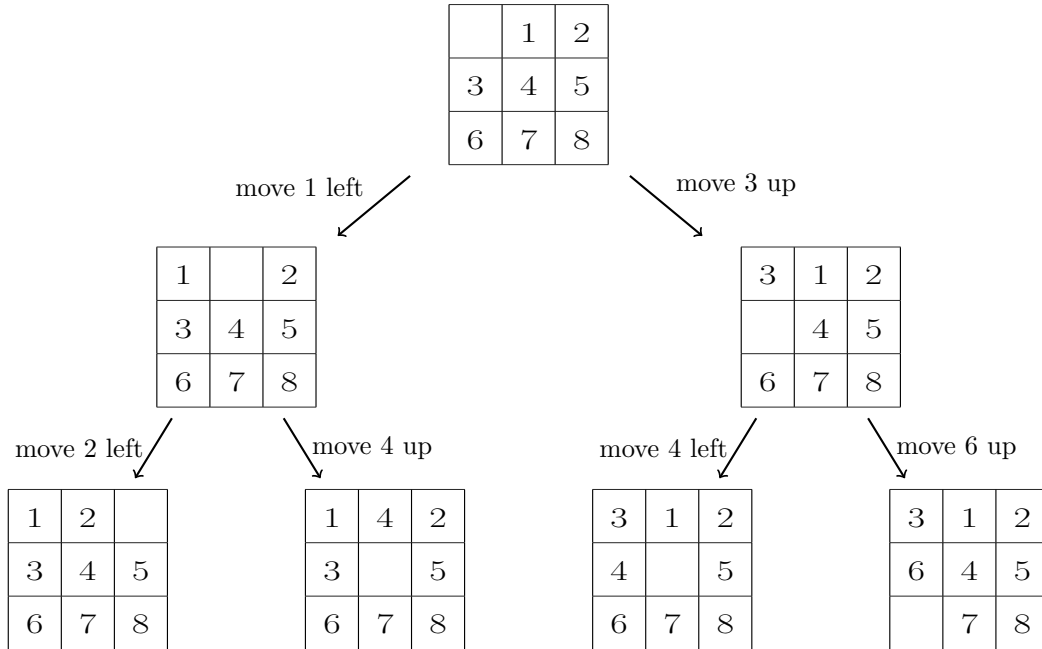 1 2
3 4 5
6 7 8
move 1 left
move 3 up
1 2
3 4 5
6 7 8
3 1 2
4 5
6 7 8
move 2 left
move 4 up
move 4 left
move 6 up
1 2
3 4 5
6 7 8
1 4 2
3 5
6 7 8
3 1 2
4 5
6 7 8
3 1 2
6 4 5
7 8